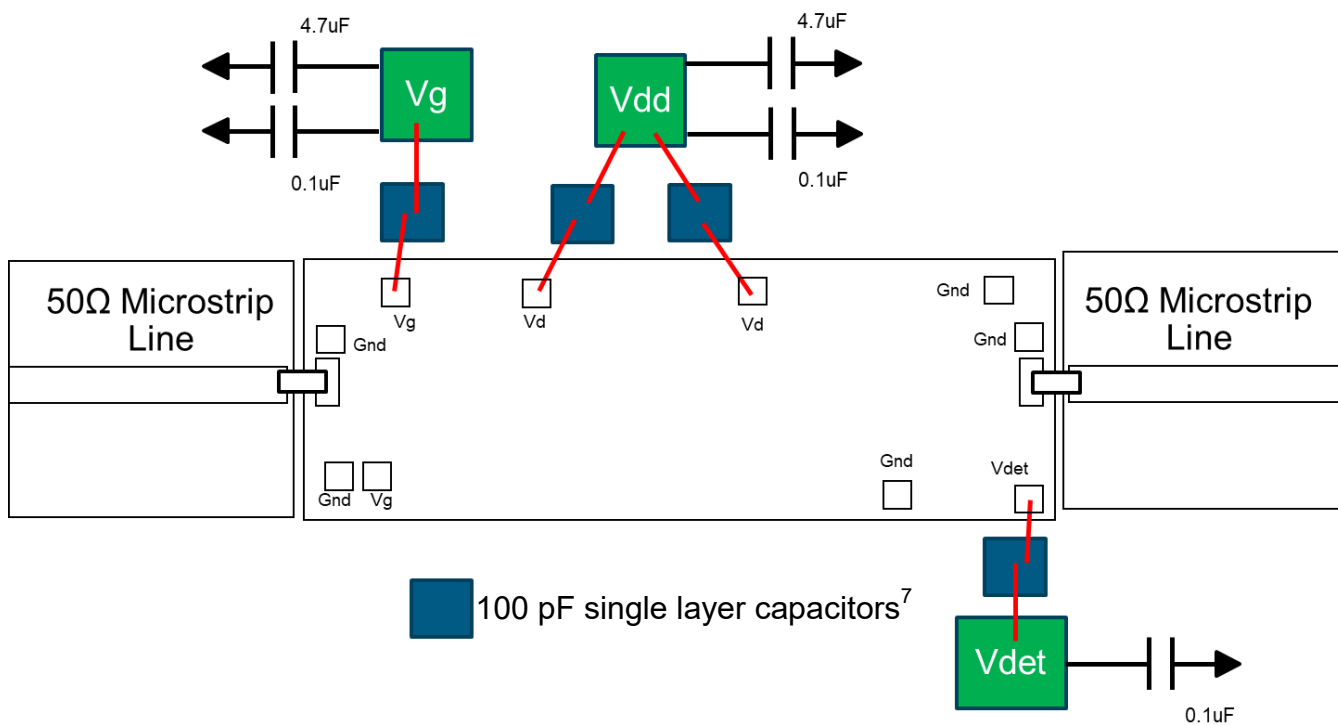 4.7uF
4.7uF
Vg
Vdd
0.1uF
0.1uF
50Ω Microstrip
Line
Vg
Vd
Vd
Gnd
Gnd
Gnd
50Ω Microstrip
Line
Gnd
Vg
Gnd
Vdet
100 pF single layer capacitors7
Vdet
0.1uF